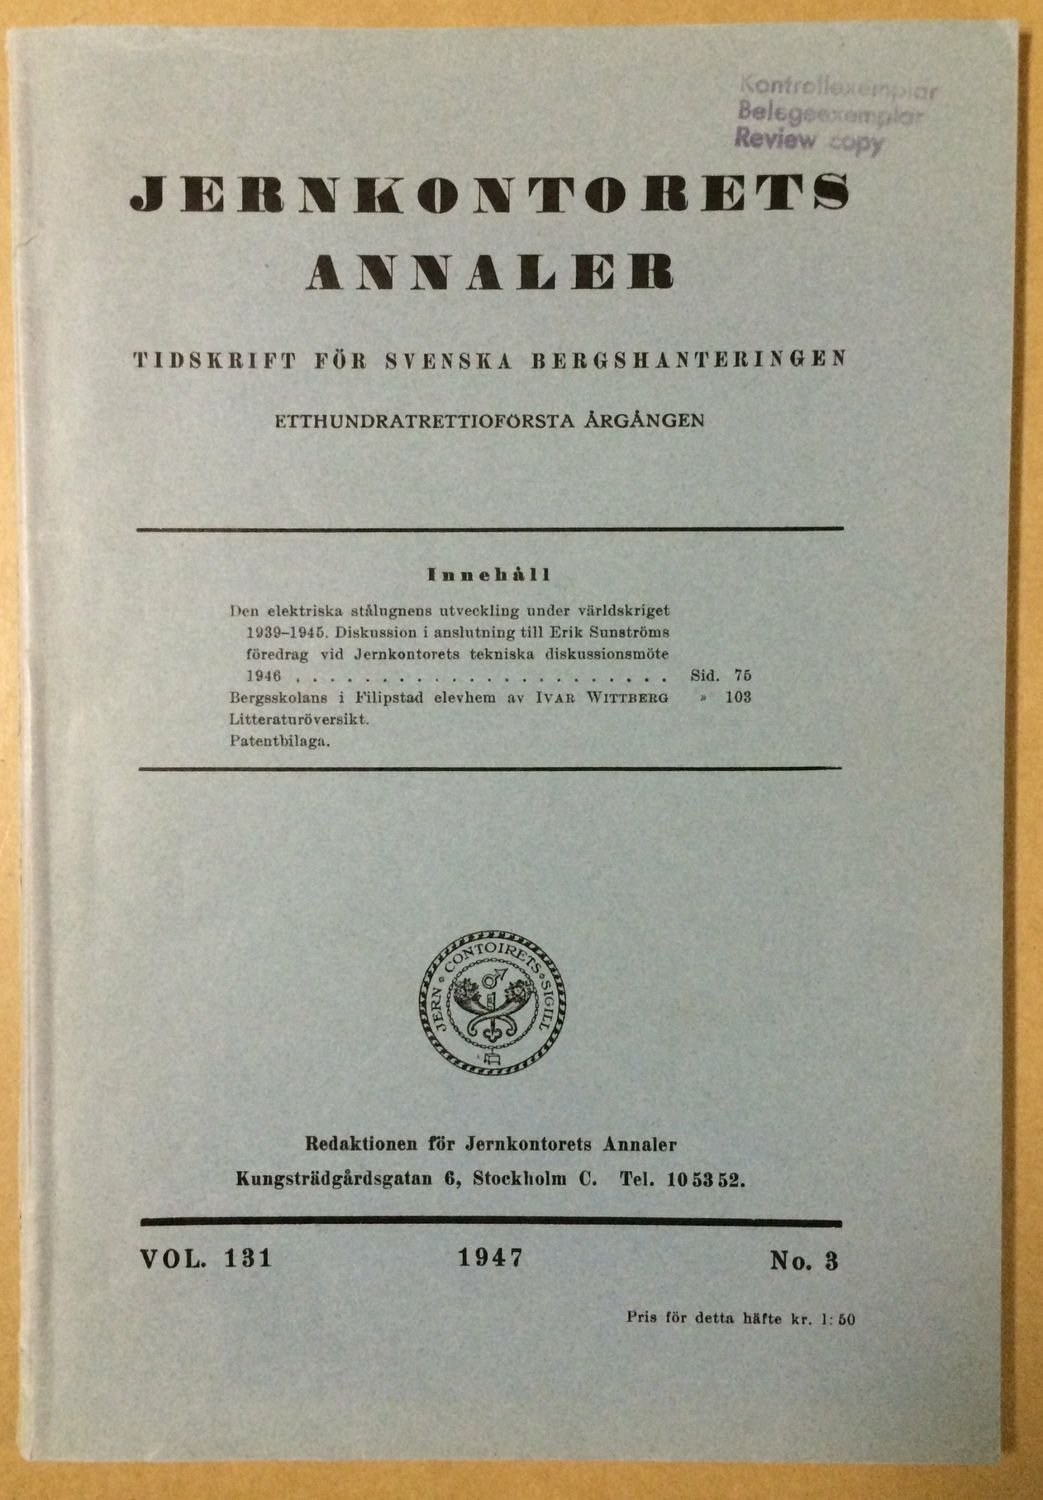 Kontrollexemplar
Belegexemplar
Review copy
JERNKONTORETS
ANNALER
TIDSKRIFT FÖR SVENSKA BERGSHANTERINGEN
ETTHUNDRATRETTIOFÖRSTA ÅRGÅNGEN
Innehåll
Den elektriska stålugnens utveckling under världskriget
1939–1945. Diskussion i anslutning till Erik Sunströms
föredrag vid Jernkontorets tekniska diskussionsmöte
1946 . . . . . . . . . . . . . . . . . . . . . . . . . . . Sid. 75
Bergsskolans i Filipstad elevhem av IVAR WITTBERG » 103
Litteraturöversikt.
Patentbilaga.
JERN • CONTOIRETS • SIGILL
Redaktionen för Jernkontorets Annaler
Kungsträdgårdsgatan 6, Stockholm C. Tel. 10 53 52.
VOL. 131 1947 No. 3
Pris för detta häfte kr. 1: 50